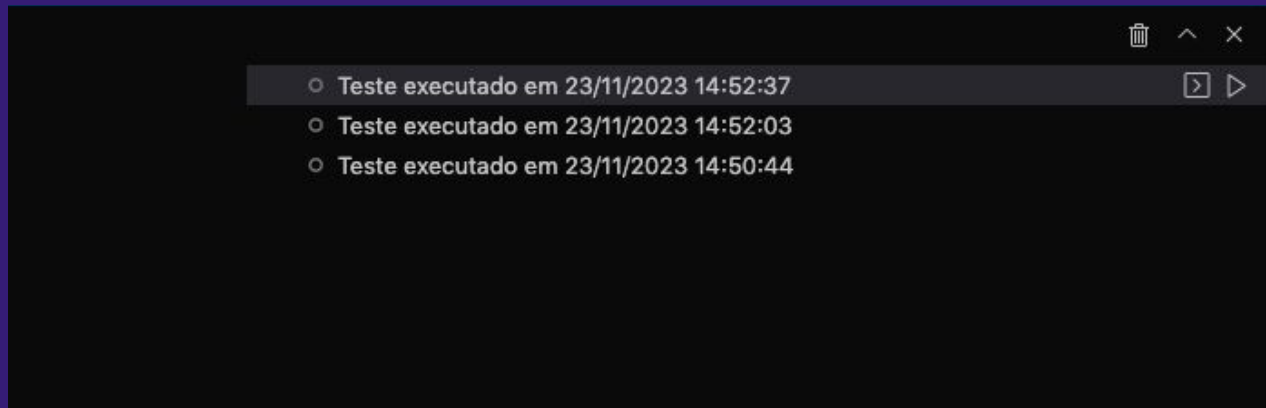 Teste executado em 23/11/2023 14:52:37
Teste executado em 23/11/2023 14:52:03
Teste executado em 23/11/2023 14:50:44